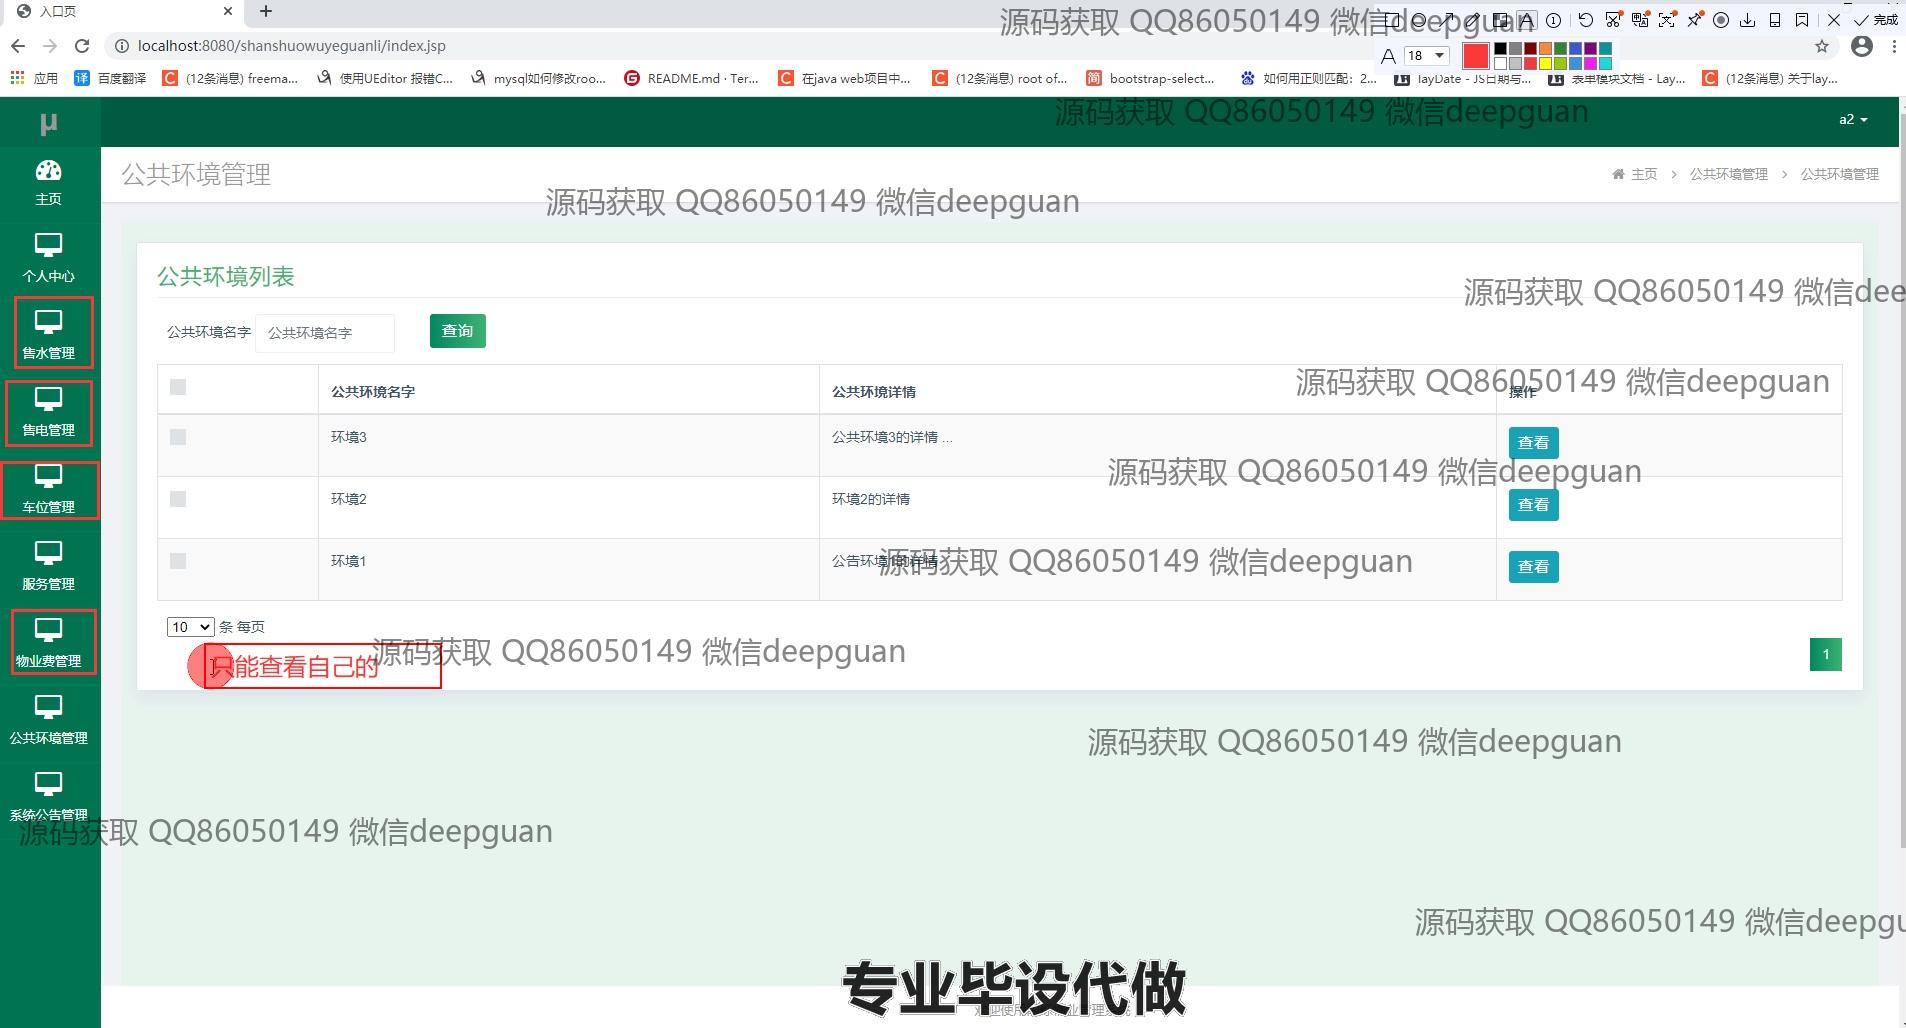 入口页
源码获取 QQ86050149 微信deepguan
完成
localhost:8080/shanshuowuyeguanli/index.jsp
18
应用
译 百度翻译
(12条消息) freema...
使用UEditor 报错C...
mysql如何修改roo...
README.md · Ter...
在java web项目中...
(12条消息) root of...
简 bootstrap-select...
如何用正则匹配：2...
layDate - JS日期与...
表单模块文档 - Lay...
(12条消息) 关于lay...
源码获取 QQ86050149 微信deepguan
μ
a2
主页
个人中心
售水管理
售电管理
车位管理
服务管理
物业费管理
公共环境管理
系统公告管理
公共环境管理
主页 > 公共环境管理 > 公共环境管理
源码获取 QQ86050149 微信deepguan
公共环境列表
源码获取 QQ86050149 微信dee
公共环境名字 公共环境名字 查询
源码获取 QQ86050149 微信deepguan
公共环境名字 公共环境详情 操作
环境3 公共环境3的详情 ... 查看
源码获取 QQ86050149 微信deepguan
环境2 环境2的详情 查看
环境1 公告环境1的详情 查看
源码获取 QQ86050149 微信deepguan
10 条 每页
源码获取 QQ86050149 微信deepguan
只能查看自己的
1
源码获取 QQ86050149 微信deepguan
源码获取 QQ86050149 微信deepguan
源码获取 QQ86050149 微信deepgu
专业毕设代做